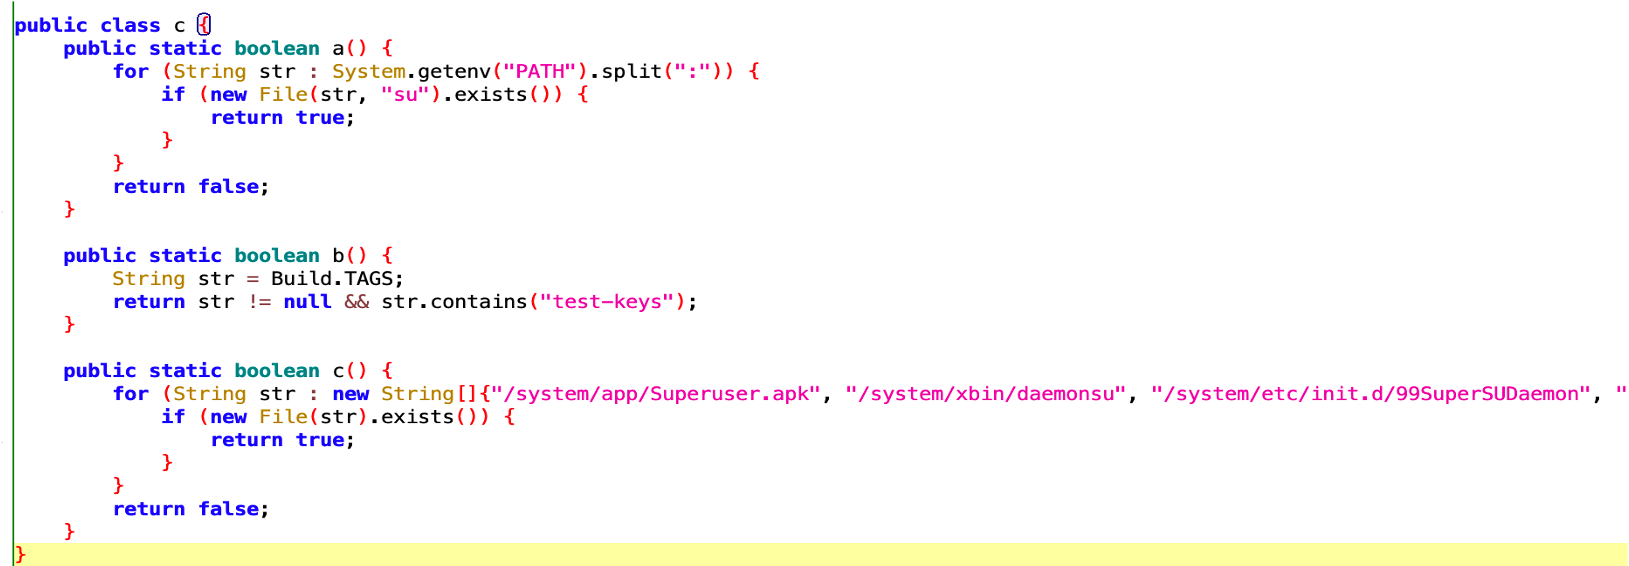 public class c {
    public static boolean a() {
        for (String str : System.getenv("PATH").split(":")) {
            if (new File(str, "su").exists()) {
                return true;
            }
        }
        return false;
    }

    public static boolean b() {
        String str = Build.TAGS;
        return str != null && str.contains("test-keys");
    }

    public static boolean c() {
        for (String str : new String[]{"/system/app/Superuser.apk", "/system/xbin/daemonsu", "/system/etc/init.d/99SuperSUDaemon", "
            if (new File(str).exists()) {
                return true;
            }
        }
        return false;
    }
}